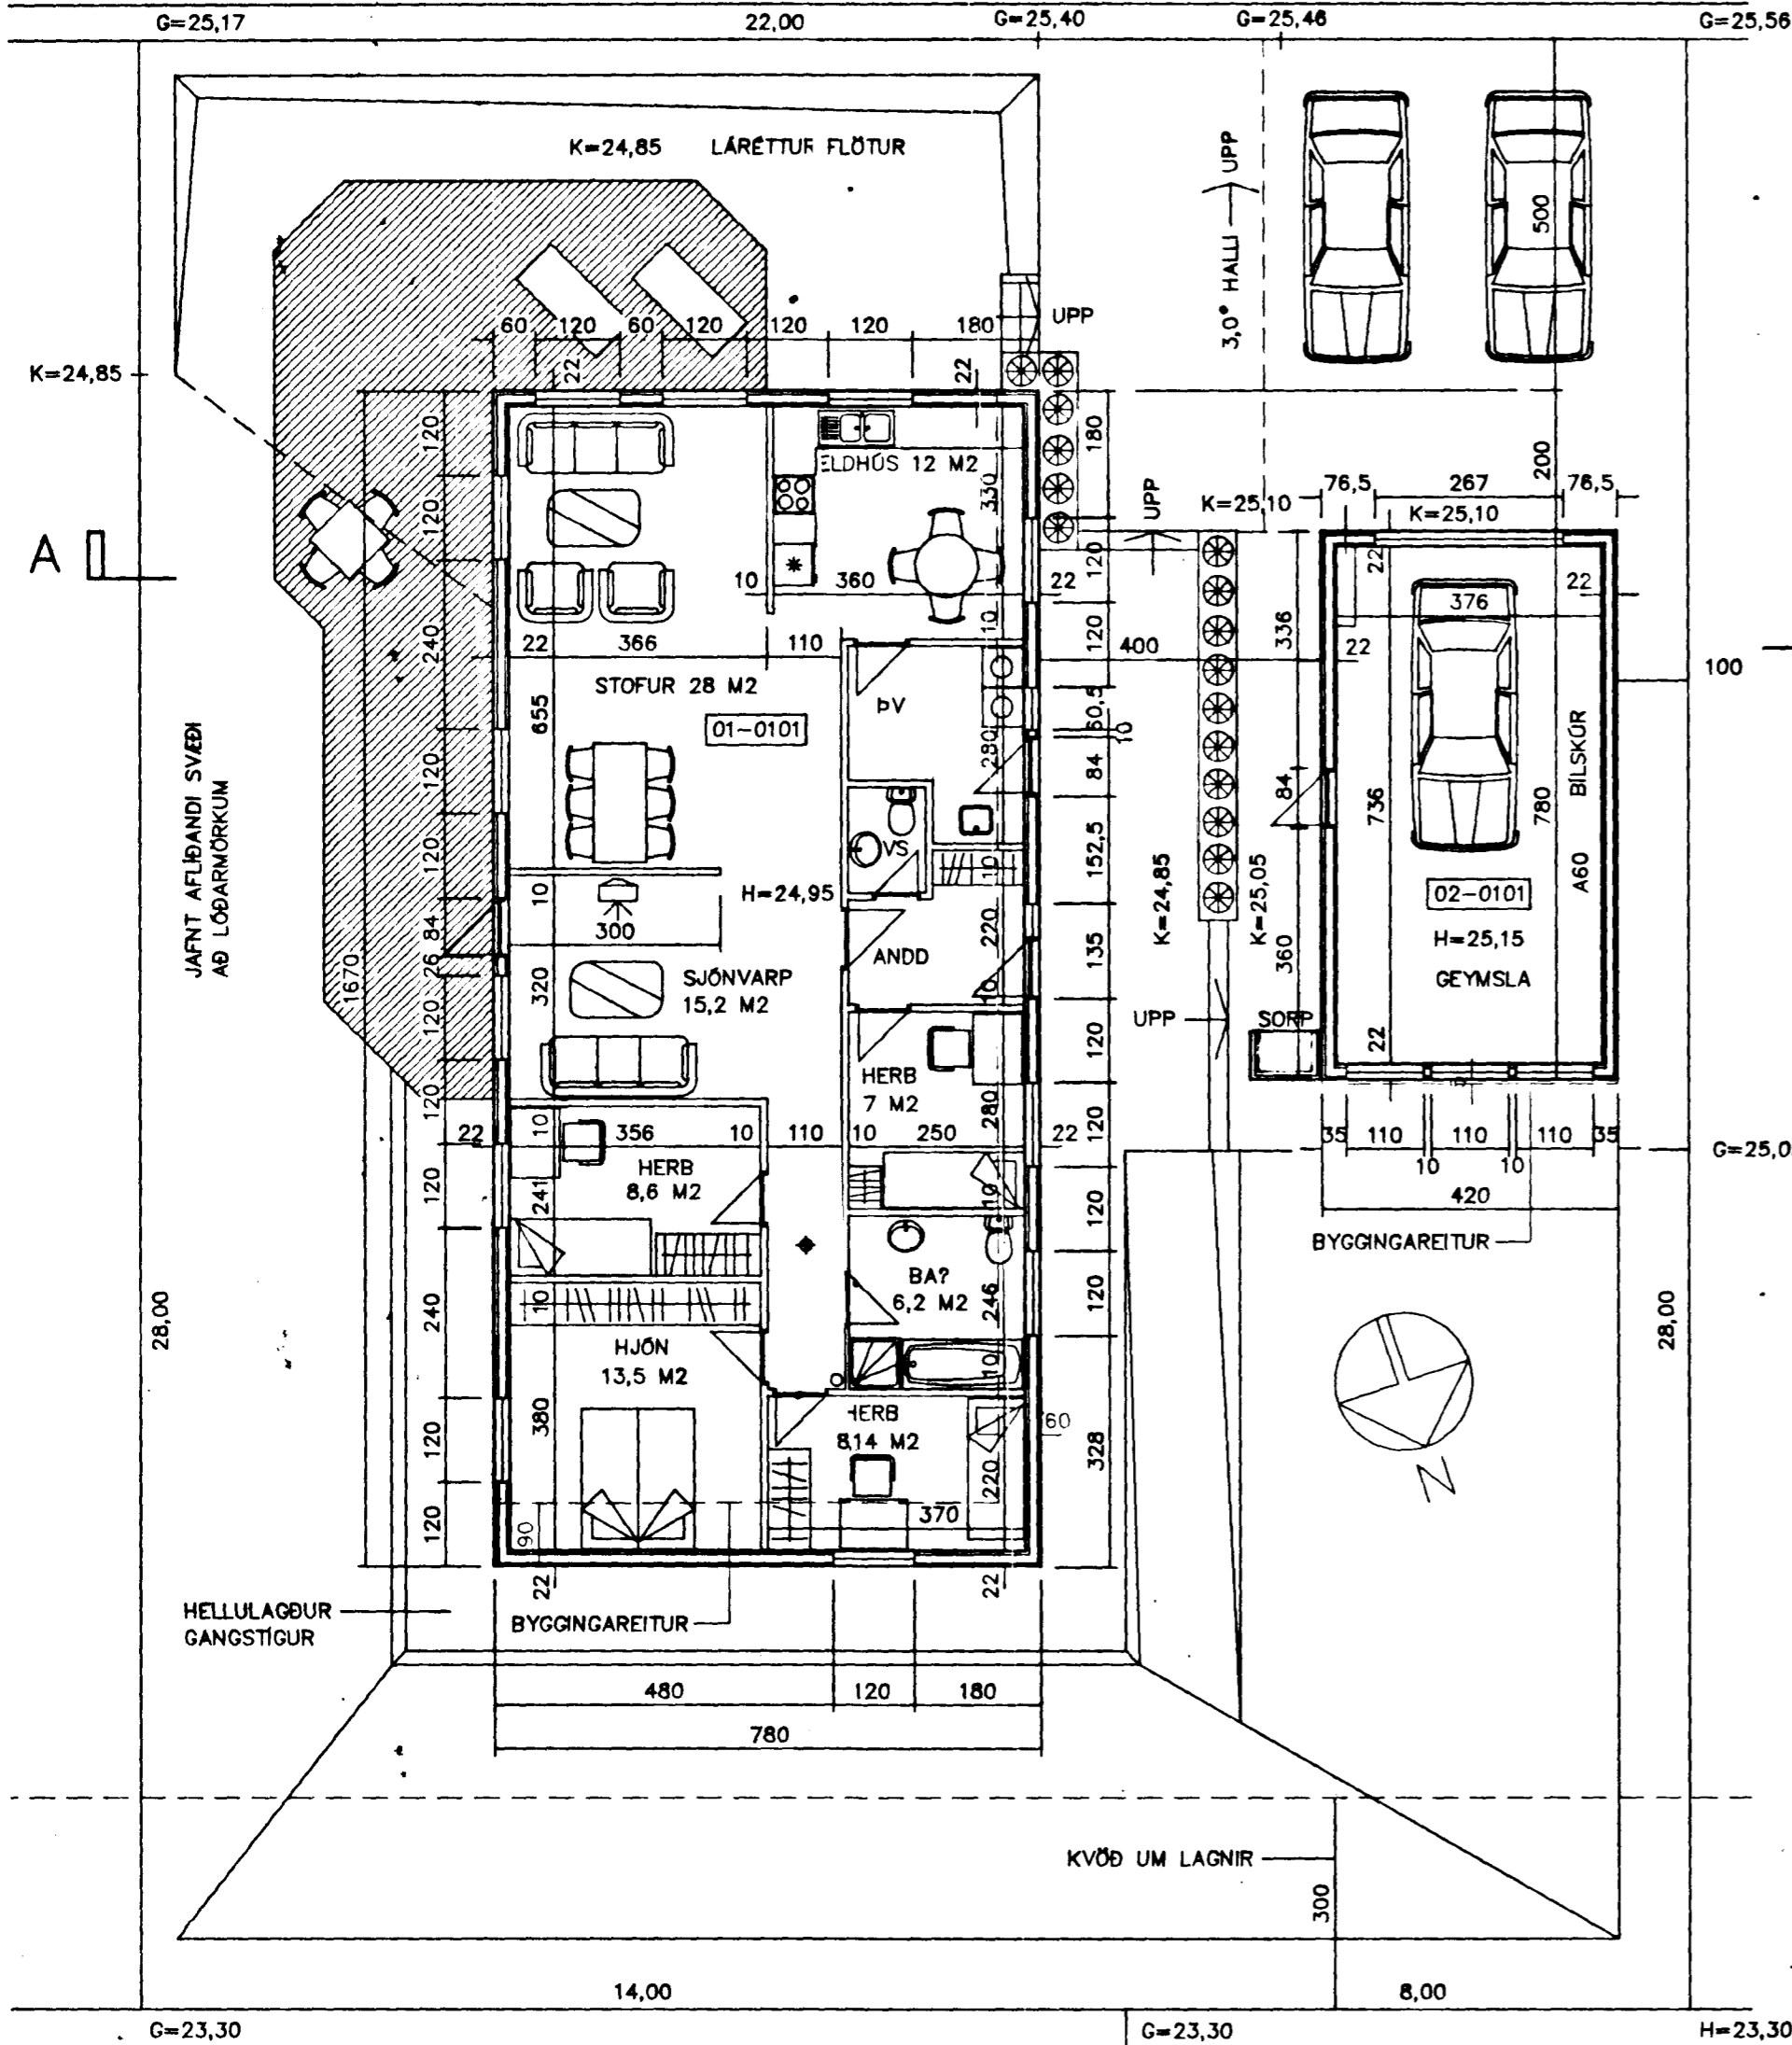 G=25,17 22,00 G=25,40 G=25,46 G=25,56
K=24,85 LÁRÉTTUR FLÖTUR
3,0° HALLI UPP
500
60 120 60 120 120 120 180 UPP
22 22
K=24,85
120 180 200
ELDHÚS 12 M2
K=25,10 76,5 267 76,5
K=25,10
A
120 330 UPP 120 22
10 360 22 22
376
10
22 366 110 120 400 336 22
240 100
STOFUR 28 M2
ÞV
01-0101
655 60,5 10
280
JAFNT AFLÍÐANDI SVÆÐI
AÐ LÓÐARMÖRKUM
120 84 84 736 780 BÍLSKÚR
120 VS 152,5
10 H=24,95 10 A60
02-0101
K=24,85 K=25,05
84 300 220 360
ANDD 135 H=25,15
26 GEYMSLA
1670 320 SJÓNVARP
15,2 M2 10
120 UPP SORP 22
120
HERB
7 M2
120 280 120
22 10 356 10 110 10 250 22
35 110 110 110 35
10 10
G=25,0
HERB
8,6 M2
120 241 10 120 420
BYGGINGAREITUR
BA?
6,2 M2
240 10 246 120
28,00 28,00
HJÓN
13,5 M2 10
HERB
8,14 M2
120 380 60 328
220
N
120 90 370
22 22
HELLULAGÐUR
GANGSTÍGUR
BYGGINGAREITUR
480 120 180
780
KVÖÐ UM LAGNIR
300
14,00 8,00
G=23,30 G=23,30 H=23,30